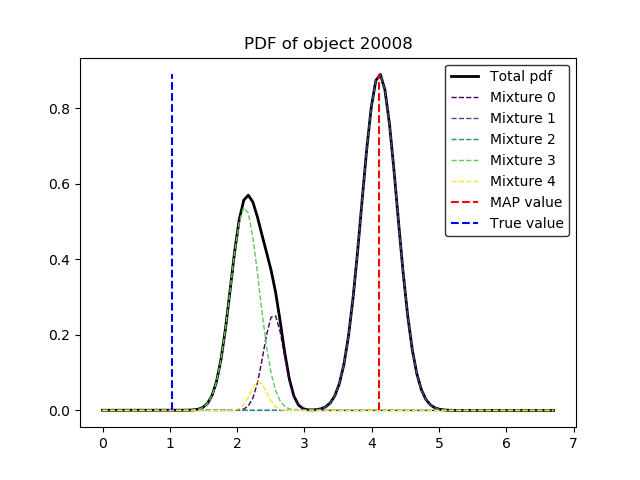 PDF of object 20008
Total pdf
Mixture 0
Mixture 1
Mixture 2
Mixture 3
Mixture 4
MAP value
True value
0.8
0.6
0.4
0.2
0.0
0 1 2 3 4 5 6 7